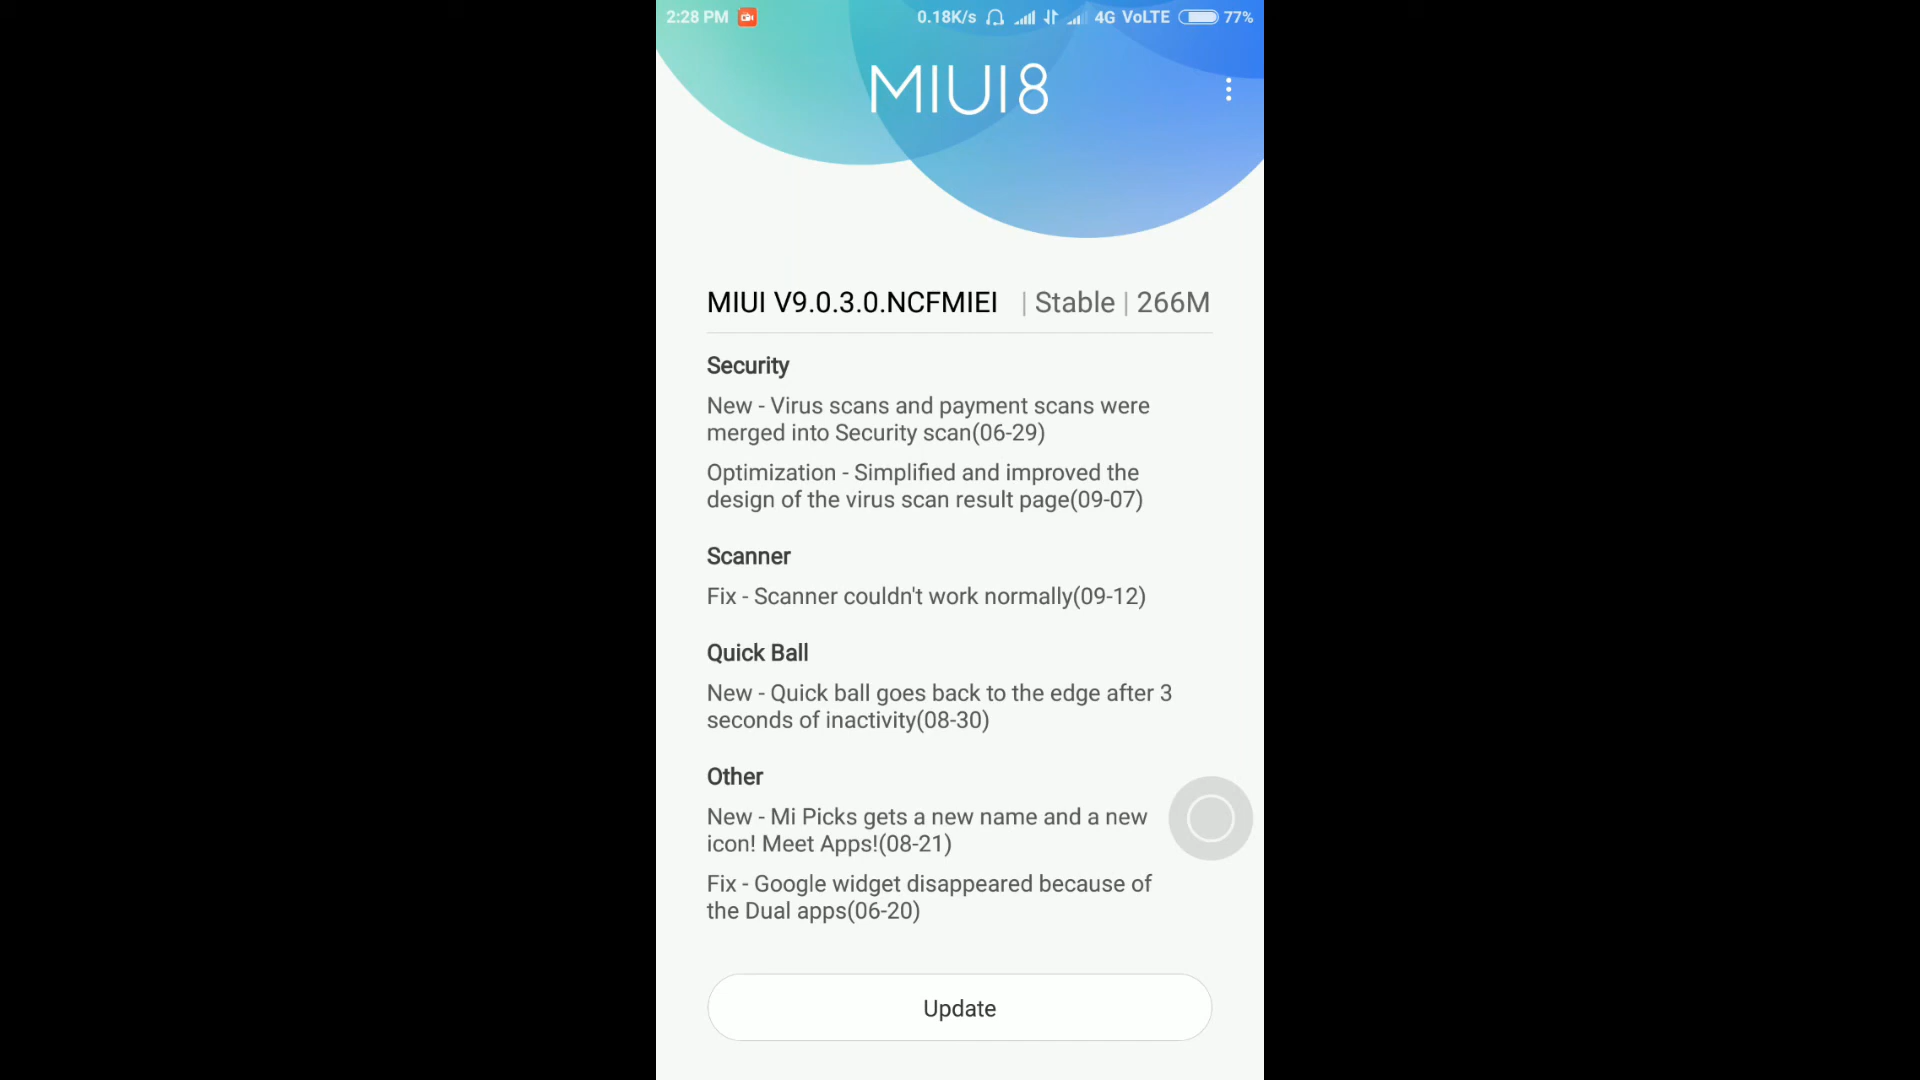 2:28 PM 0.18K/s 4G VoLTE 77%
MIUI8
MIUI V9.0.3.0.NCFMIEI | Stable | 266M
Security
New - Virus scans and payment scans were
merged into Security scan(06-29)
Optimization - Simplified and improved the
design of the virus scan result page(09-07)
Scanner
Fix - Scanner couldn't work normally(09-12)
Quick Ball
New - Quick ball goes back to the edge after 3
seconds of inactivity(08-30)
Other
New - Mi Picks gets a new name and a new
icon! Meet Apps!(08-21)
Fix - Google widget disappeared because of
the Dual apps(06-20)
Update